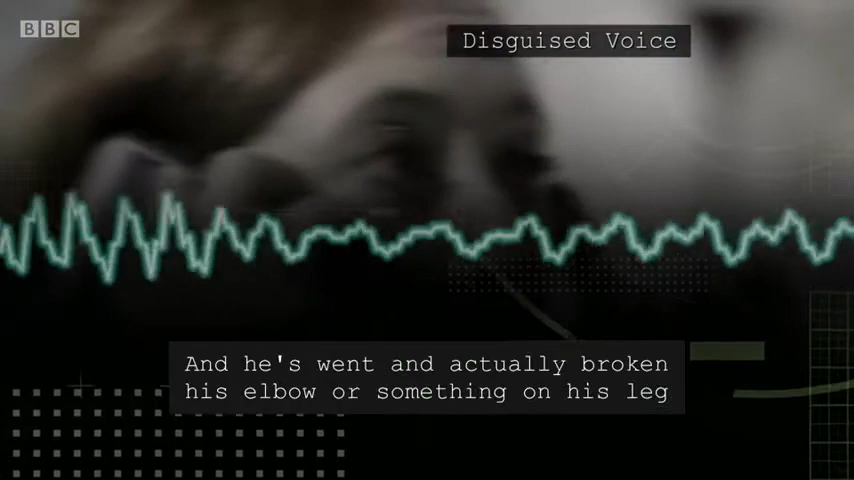 BBC
Disguised Voice
And he's went and actually broken
his elbow or something on his leg